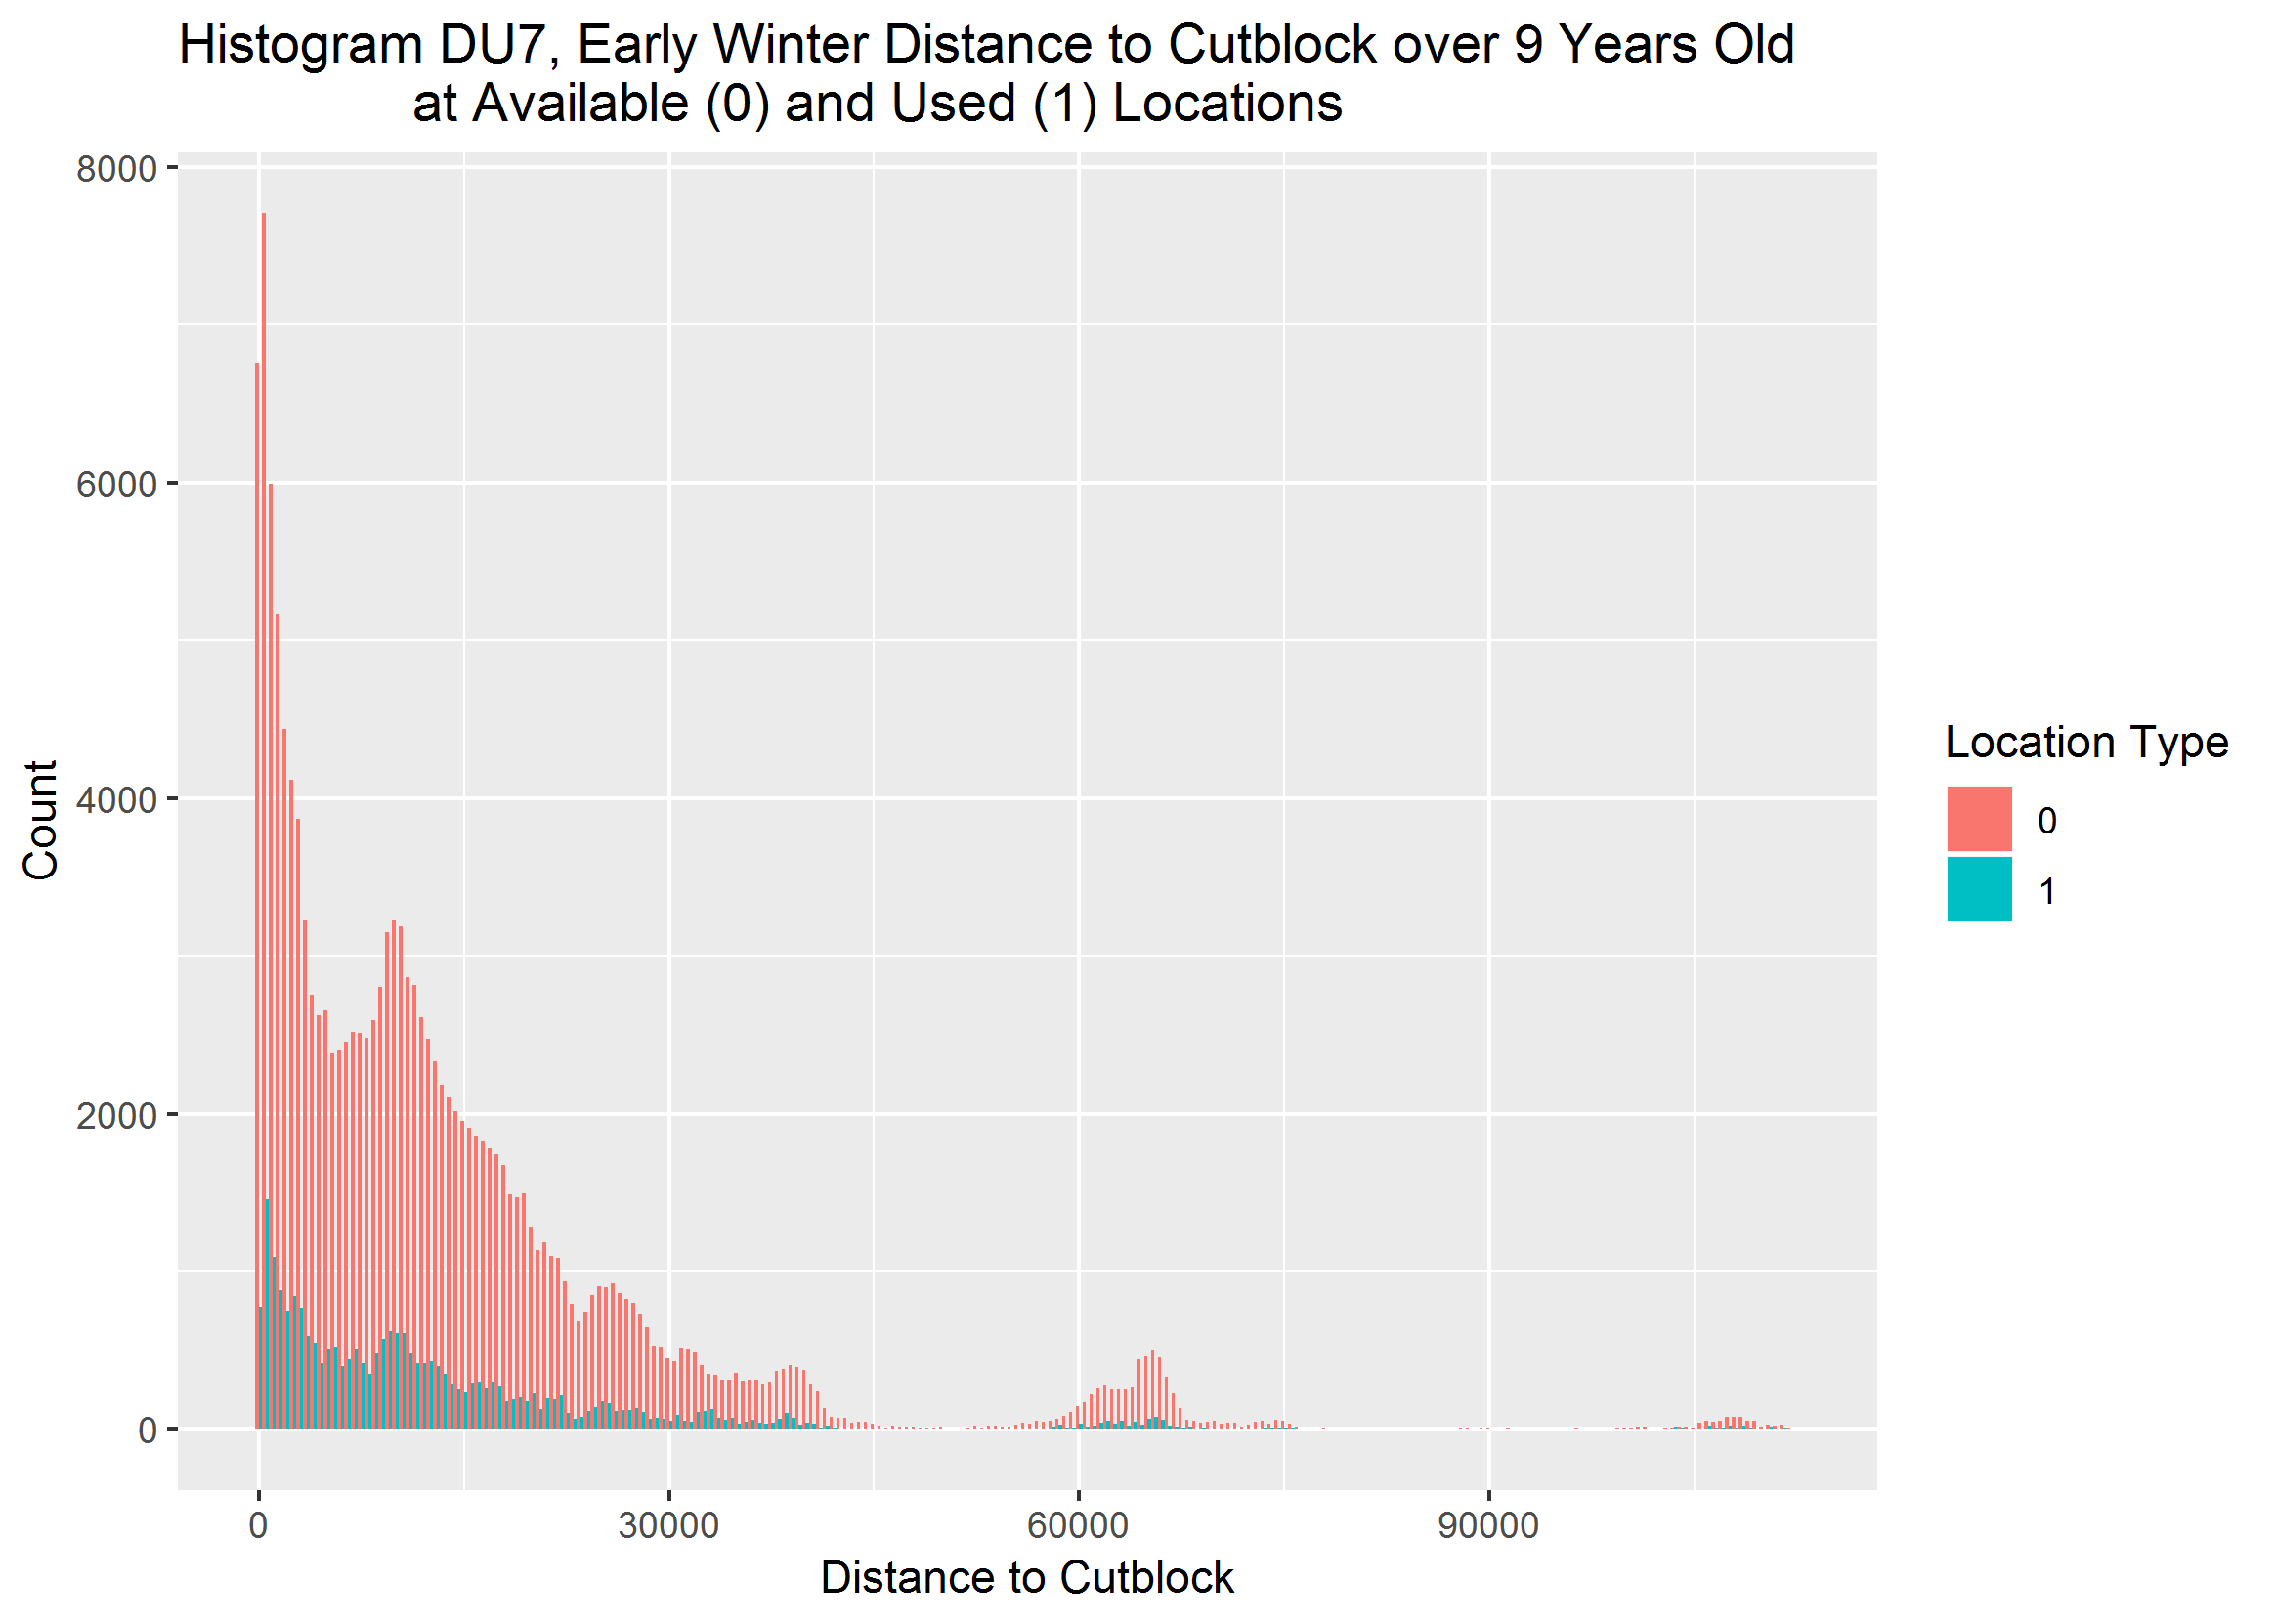 Histogram DU7, Early Winter Distance to Cutblock over 9 Years Old
at Available (0) and Used (1) Locations
8000
6000
4000
2000
0
Count
0 30000 60000 90000
Distance to Cutblock
Location Type
0
1